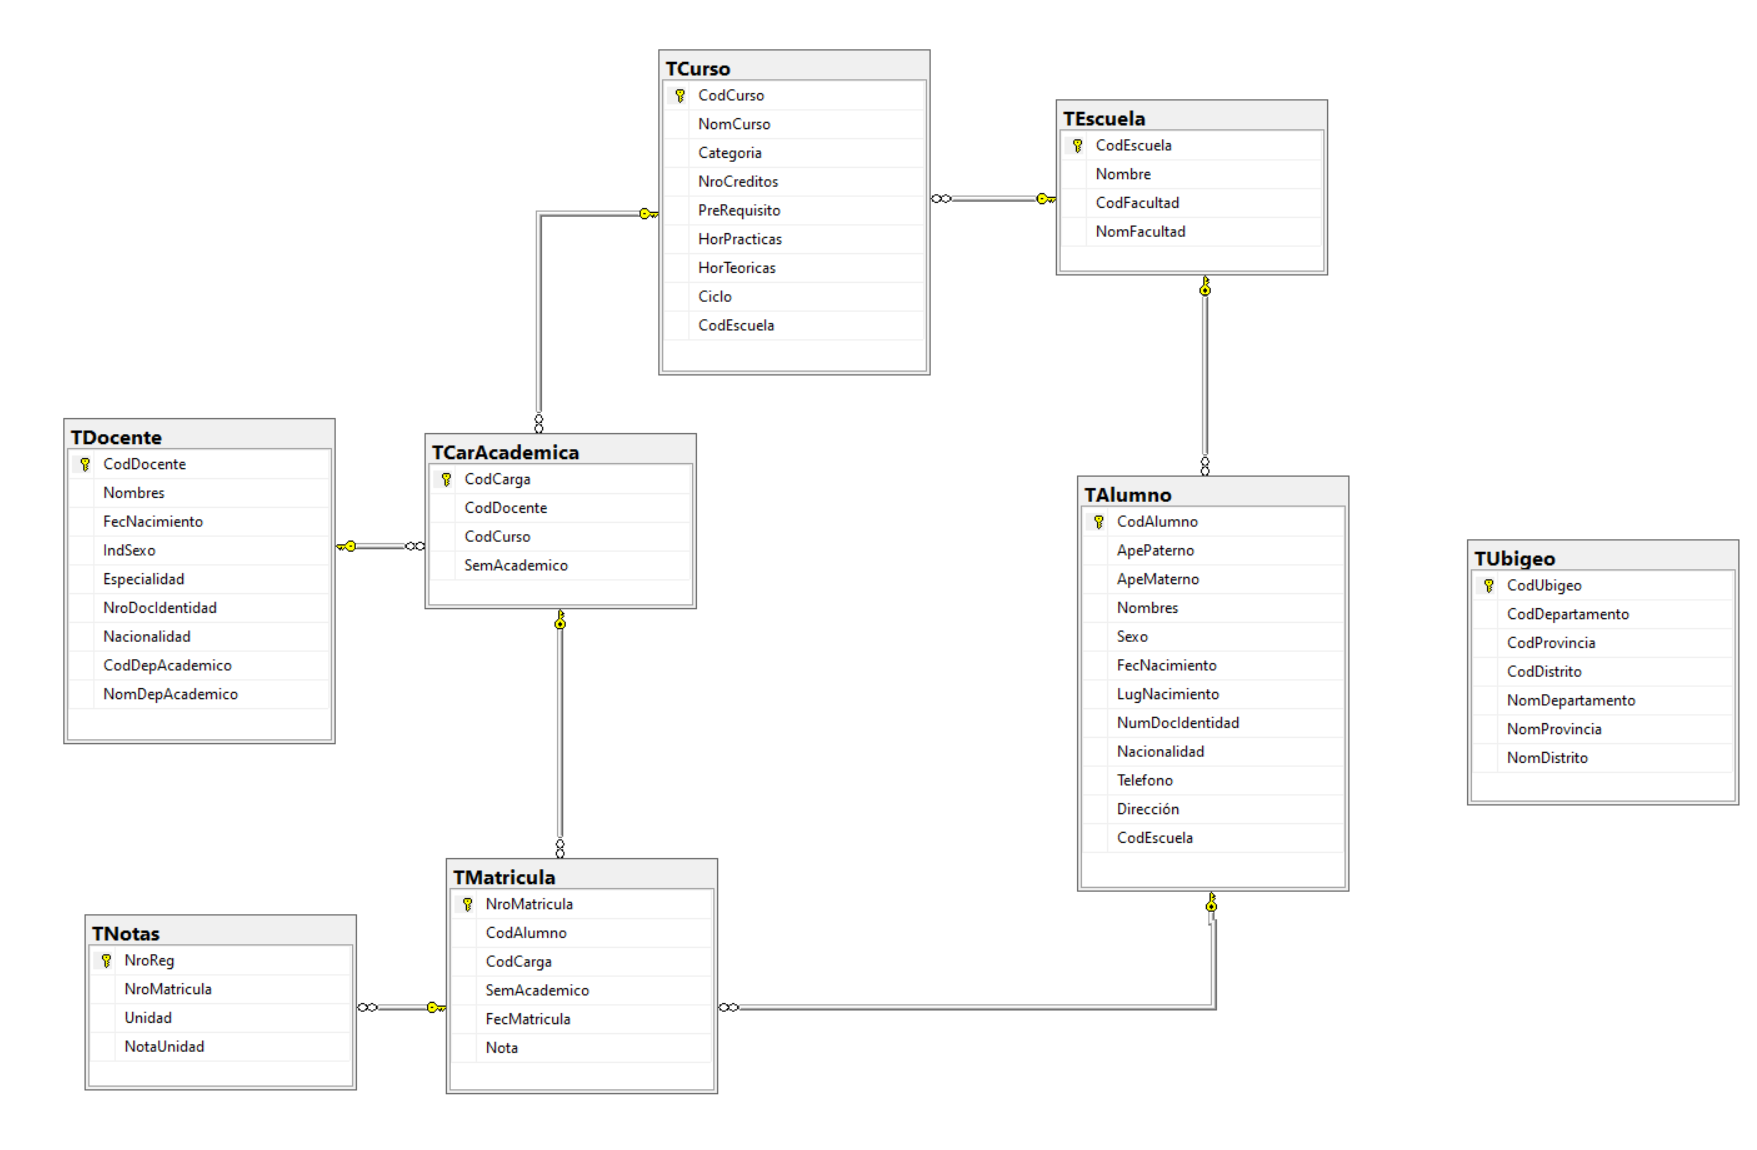 TCurso
CodCurso
NomCurso
Categoria
NroCreditos
PreRequisito
HorPracticas
HorTeoricas
Ciclo
CodEscuela
TEscuela
CodEscuela
Nombre
CodFacultad
NomFacultad
TDocente
CodDocente
Nombres
FecNacimiento
IndSexo
Especialidad
NroDocIdentidad
Nacionalidad
CodDepAcademico
NomDepAcademico
TCarAcademica
CodCarga
CodDocente
CodCurso
SemAcademico
TAlumno
CodAlumno
ApePaterno
ApeMaterno
Nombres
Sexo
FecNacimiento
LugNacimiento
NumDocIdentidad
Nacionalidad
Telefono
Dirección
CodEscuela
TUbigeo
CodUbigeo
CodDepartamento
CodProvincia
CodDistrito
NomDepartamento
NomProvincia
NomDistrito
TMatricula
NroMatricula
CodAlumno
CodCarga
SemAcademico
FecMatricula
Nota
TNotas
NroReg
NroMatricula
Unidad
NotaUnidad